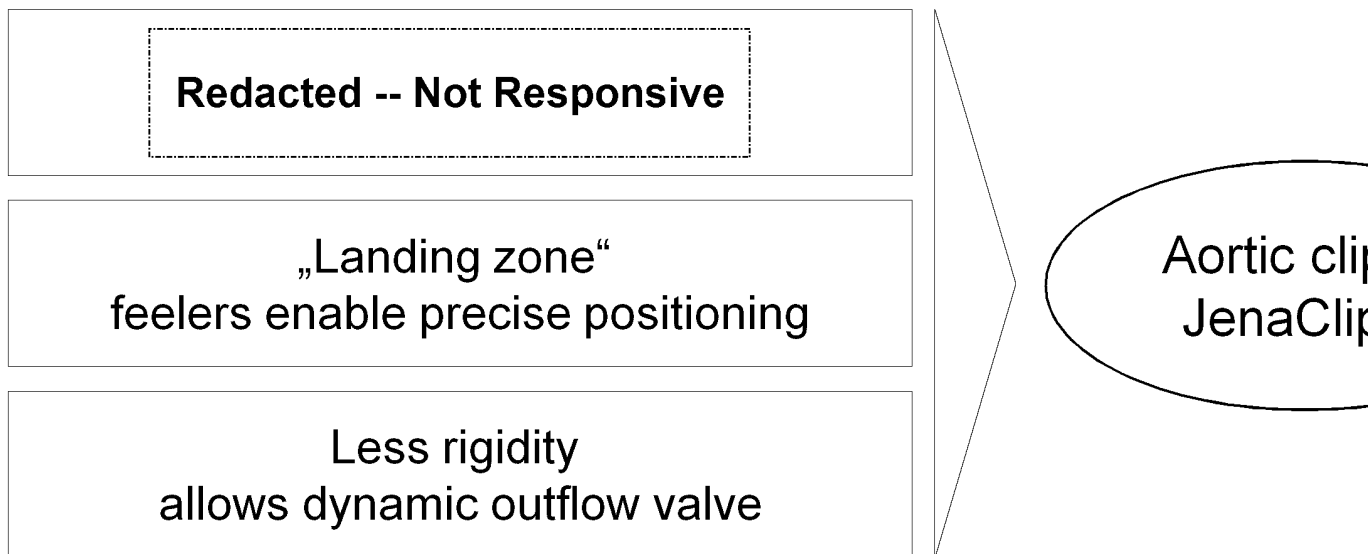 Redacted -- Not Responsive
„Landing zone“
feelers enable precise positioning
Less rigidity
allows dynamic outflow valve
Aortic clip
JenaClip